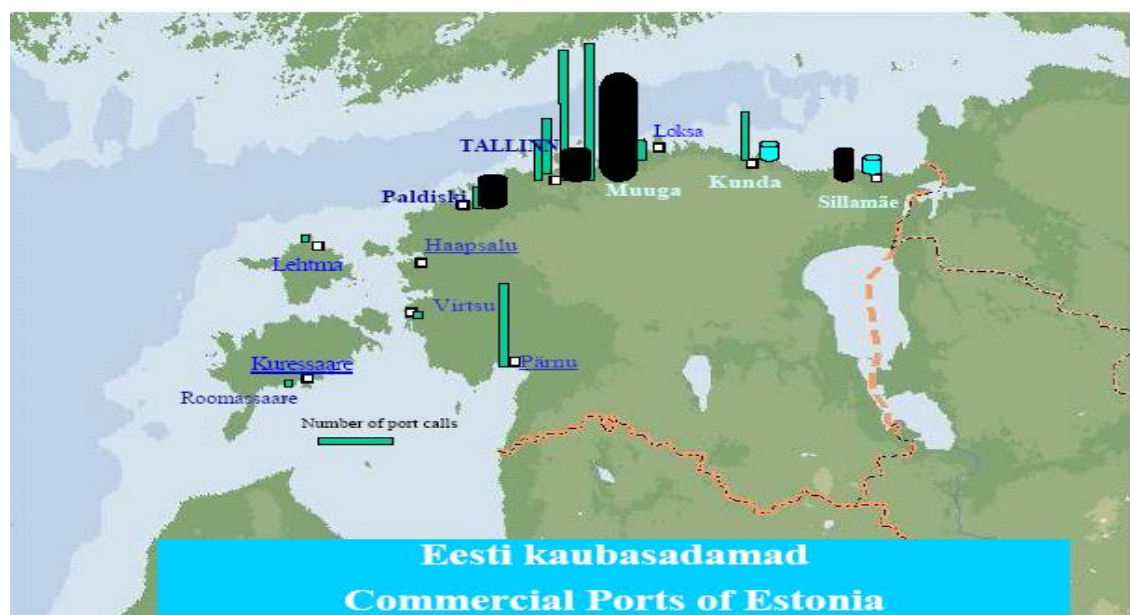 Loksa
TALLINN
Muuga
Kunda
Paldiski
Sillamäe
Haapsalu
Lehtma
Virtsu
Kuressaare
Pärnu
Roomassaare
Number of port calls
Eesti kaubasadamad
Commercial Ports of Estonia